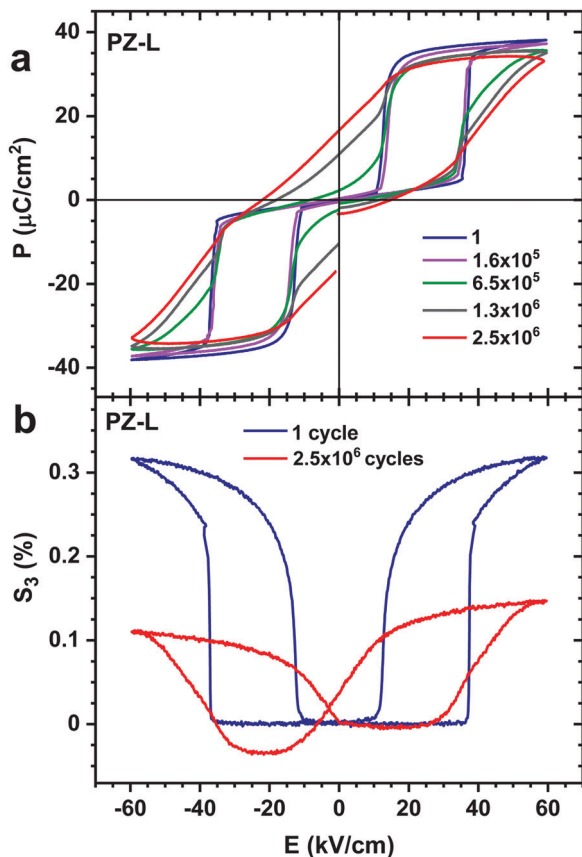 a
PZ-L
P (μC/cm²)
40
20
0
-20
-40
1
1.6x10⁵
6.5x10⁵
1.3x10⁶
2.5x10⁶
b
PZ-L
1 cycle
2.5x10⁶ cycles
S₃ (%)
0.3
0.2
0.1
0
-60 -40 -20 0 20 40 60
E (kV/cm)